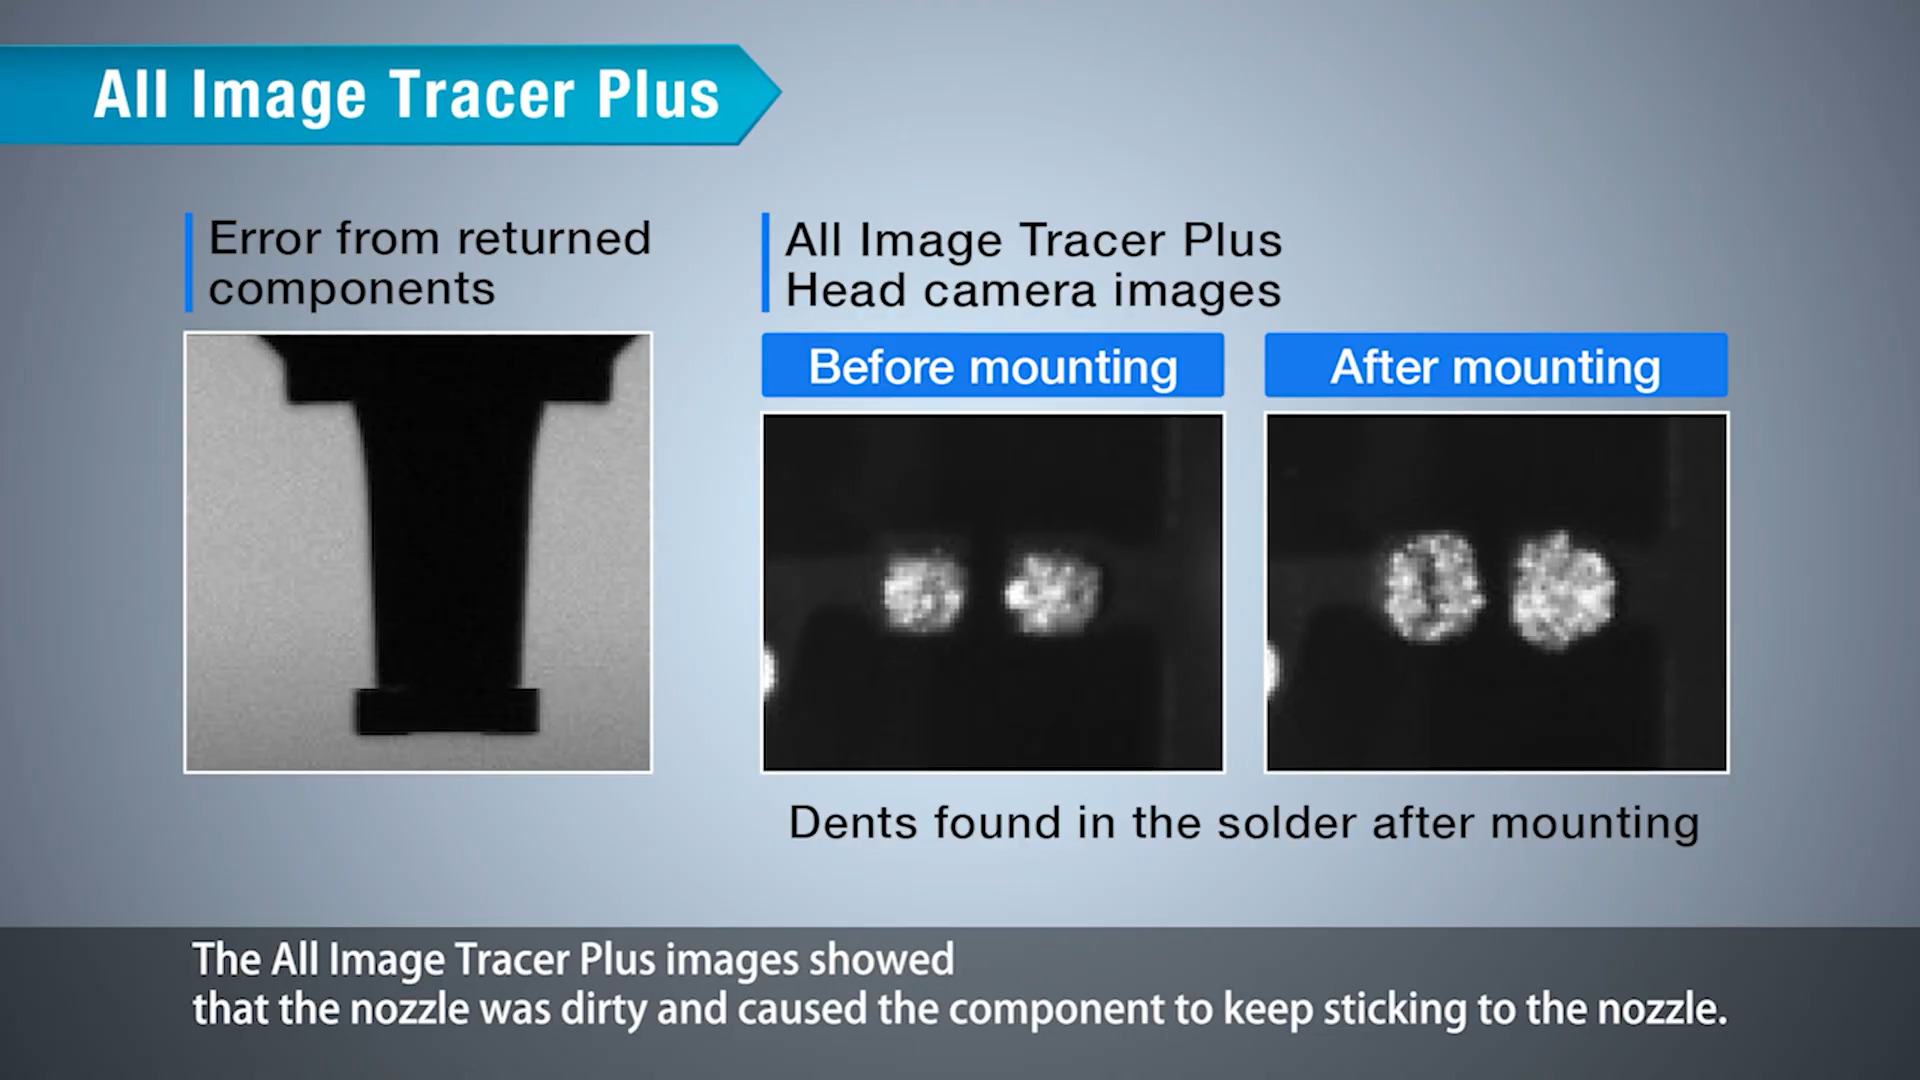 All Image Tracer Plus
Error from returned
components
All Image Tracer Plus
Head camera images
Before mounting
After mounting
Dents found in the solder after mounting
The All Image Tracer Plus images showed
that the nozzle was dirty and caused the component to keep sticking to the nozzle.